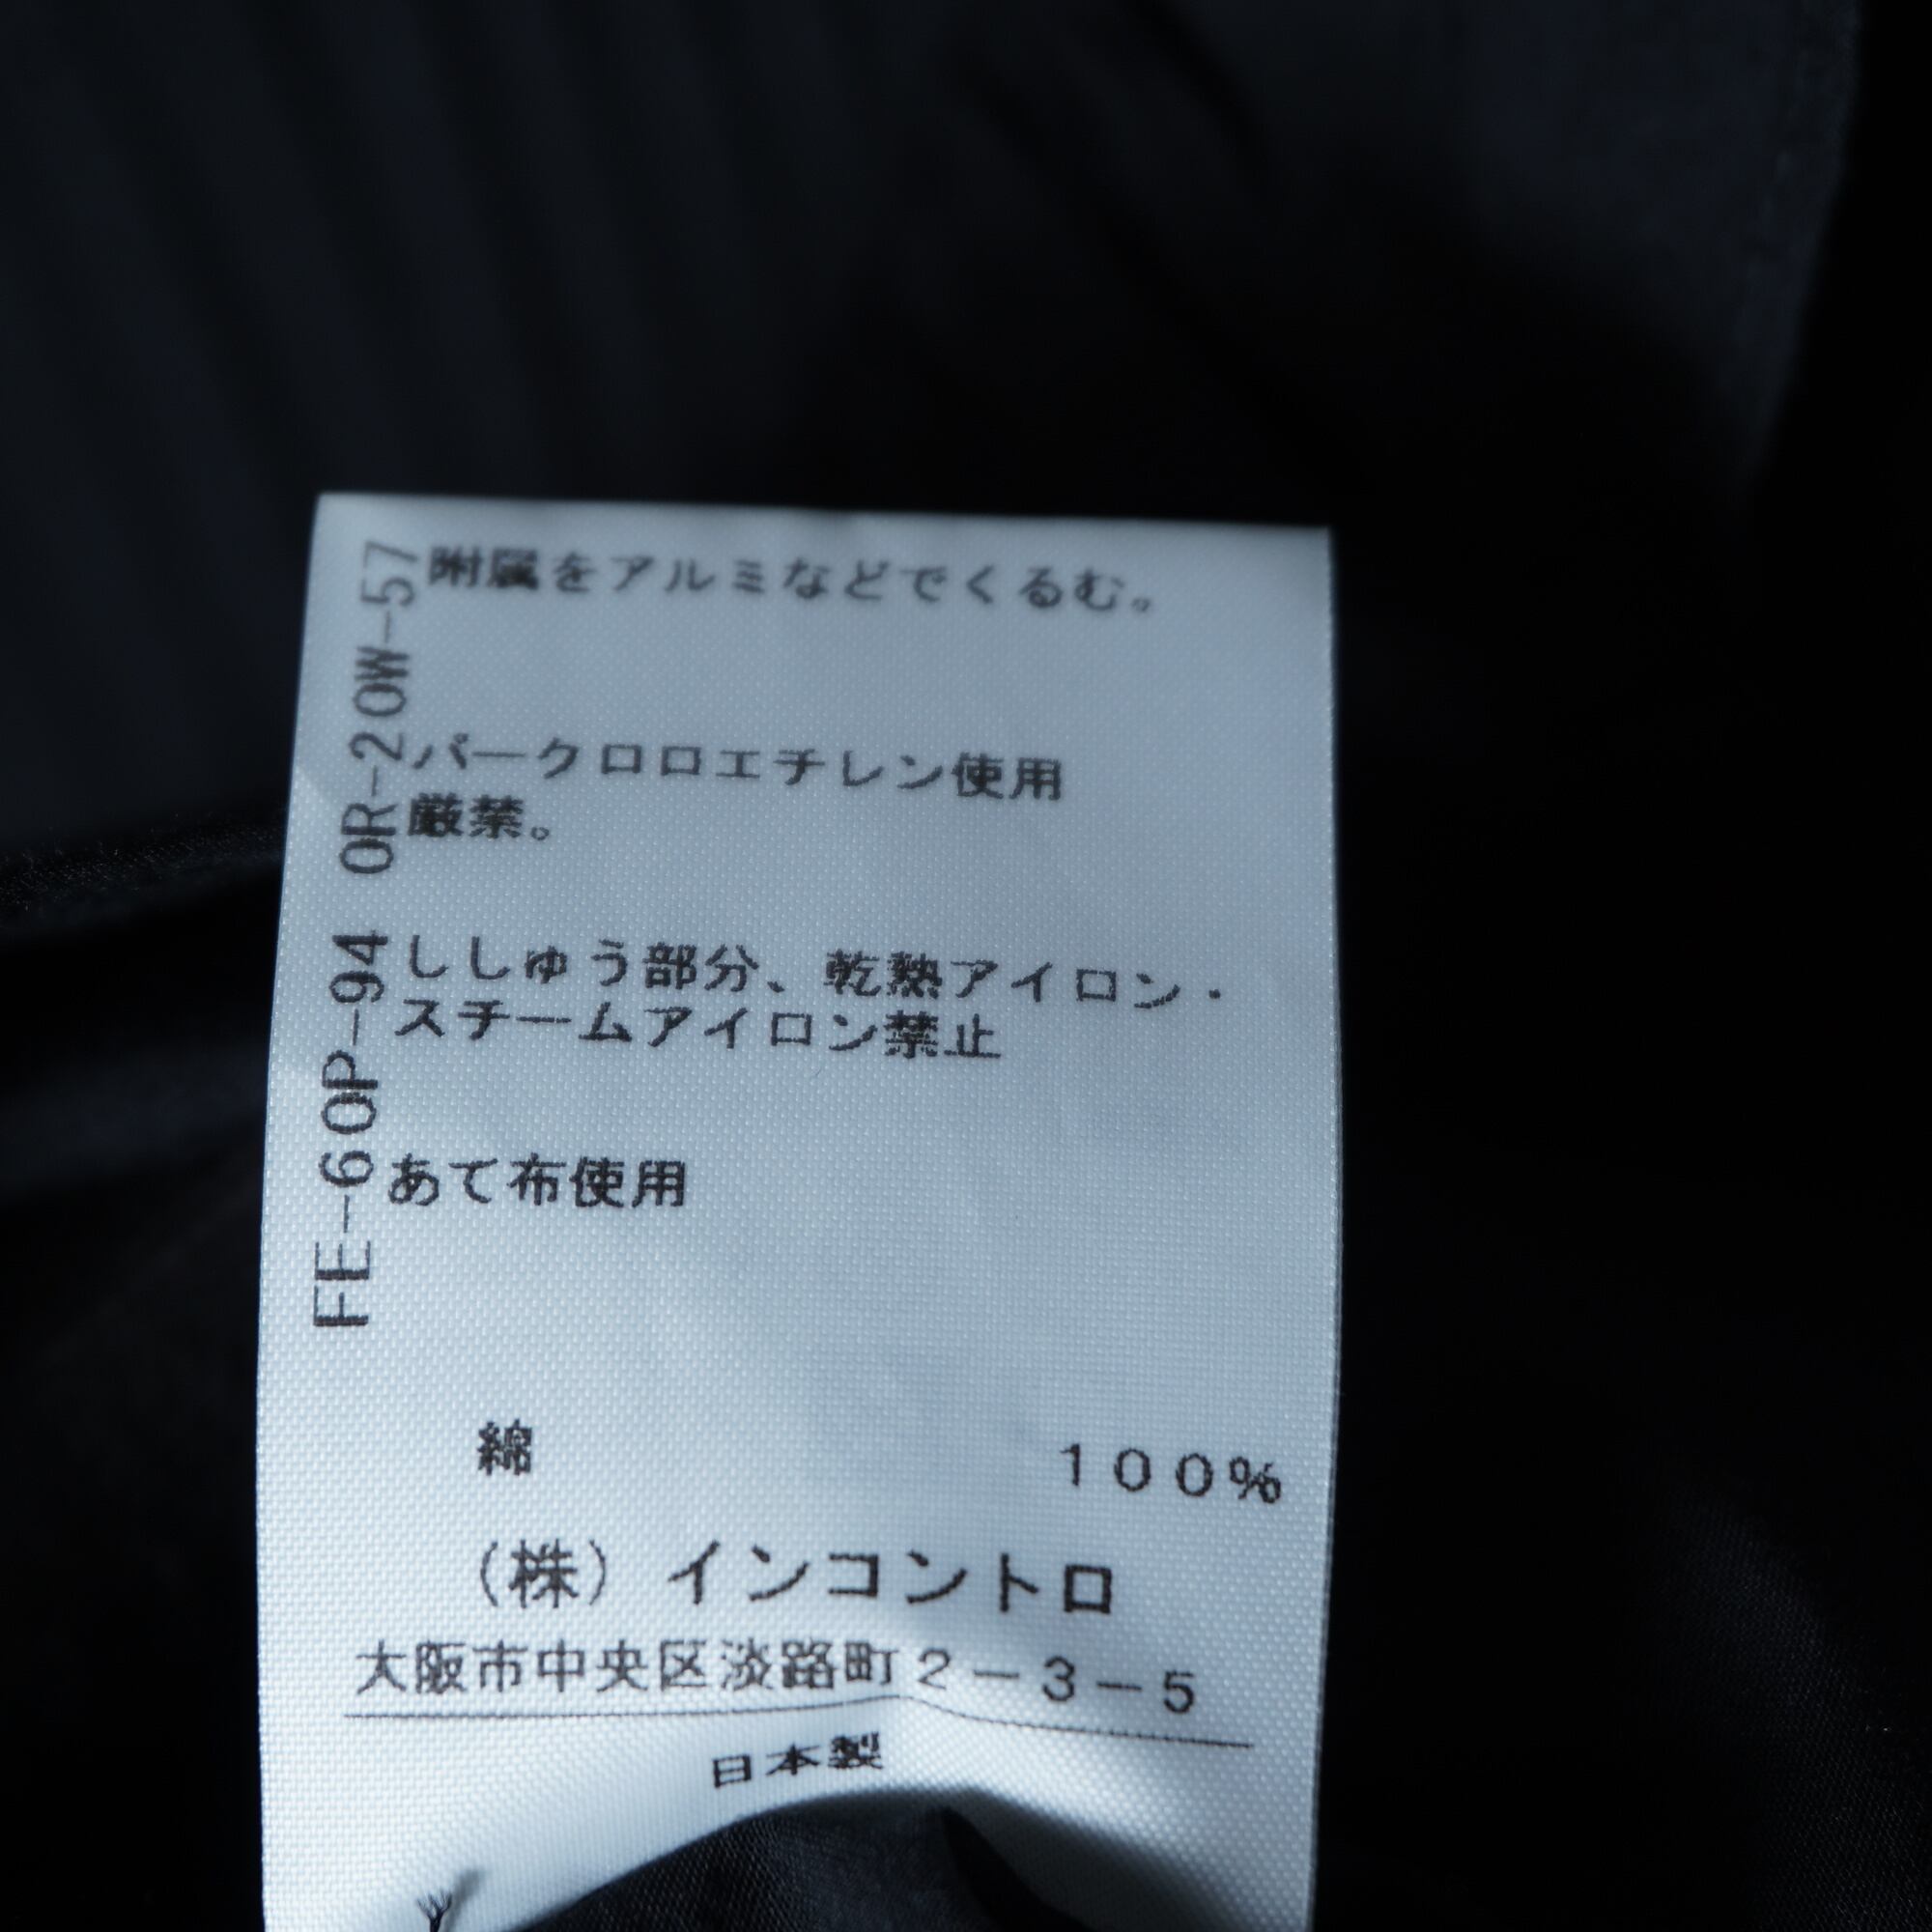 附属をアルミなどでくるむ。
パークロロエチレン使用
厳禁。
ししゅう部分、乾熱アイロン・
スチームアイロン禁止
あて布使用
FE-60P-94 OR-20W-57
綿 100%
(株) インコントロ
大阪市中央区淡路町2-3-5
日本製